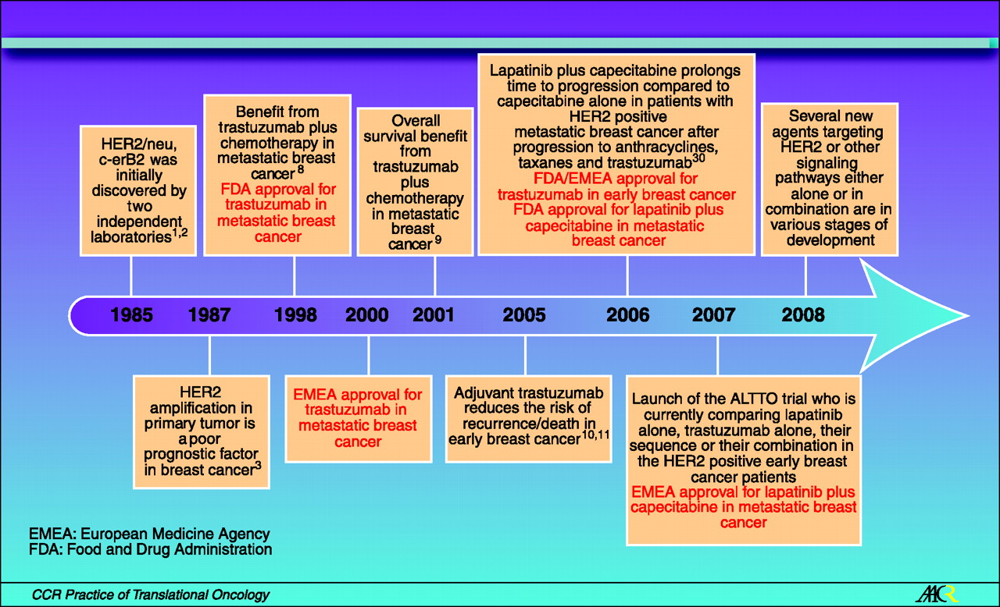 HER2/neu,
c-erB2 was
initially
discovered by
two
independent
laboratories1,2
Benefit from
trastuzumab plus
chemotherapy in
metastatic breast
cancer8
FDA approval for
trastuzumab in
metastatic breast
cancer
Overall
survival benefit
from
trastuzumab
plus
chemotherapy
in metastatic
breast
cancer9
Lapatinib plus capecitabine prolongs
time to progression compared to
capecitabine alone in patients with
HER2 positive
metastatic breast cancer after
progression to anthracyclines,
taxanes and trastuzumab30
FDA/EMEA approval for
trastuzumab in early breast cancer
FDA approval for lapatinib plus
capecitabine in metastatic
breast cancer
Several new
agents targeting
HER2 or other
signaling
pathways either
alone or in
combination are in
various stages of
development
1985 1987 1998 2000 2001 2005 2006 2007 2008
HER2
amplification in
primary tumor is
a poor
prognostic factor
in breast cancer3
EMEA approval for
trastuzumab in
metastatic breast
cancer
Adjuvant trastuzumab
reduces the risk of
recurrence/death in
early breast cancer10,11
Launch of the ALTTO trial who is
currently comparing lapatinib
alone, trastuzumab alone, their
sequence or their combination in
the HER2 positive early breast
cancer patients
EMEA approval for lapatinib plus
capecitabine in metastatic breast
cancer
EMEA: European Medicine Agency
FDA: Food and Drug Administration
CCR Practice of Translational Oncology
AACR